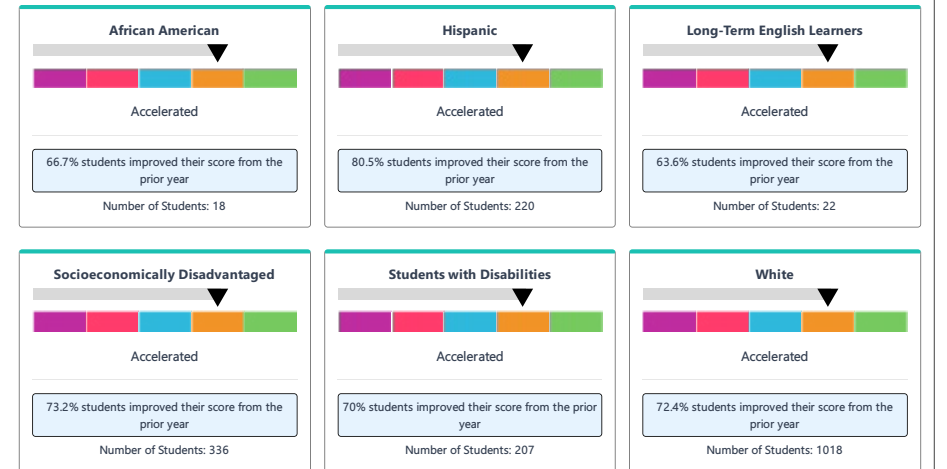 African American
Accelerated
66.7% students improved their score from the
prior year
Number of Students: 18
Hispanic
Accelerated
80.5% students improved their score from the
prior year
Number of Students: 220
Long-Term English Learners
Accelerated
63.6% students improved their score from the
prior year
Number of Students: 22
Socioeconomically Disadvantaged
Accelerated
73.2% students improved their score from the
prior year
Number of Students: 336
Students with Disabilities
Accelerated
70% students improved their score from the prior
year
Number of Students: 207
White
Accelerated
72.4% students improved their score from the
prior year
Number of Students: 1018